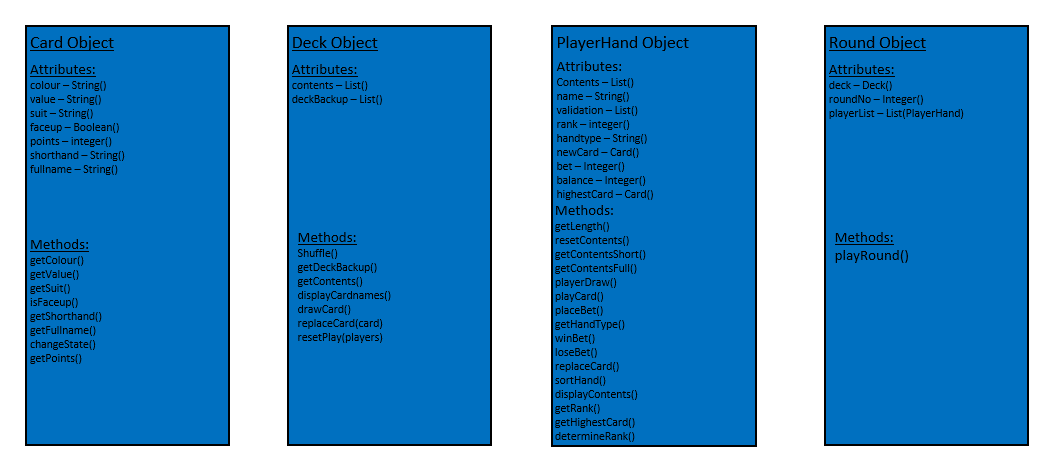 Card Object
Attributes:
colour – String()
value – String()
suit – String()
faceup – Boolean()
points – integer()
shorthand – String()
fullname – String()
Methods:
getColour()
getValue()
getSuit()
isFaceup()
getShorthand()
getFullname()
changeState()
getPoints()
Deck Object
Attributes:
contents – List()
deckBackup – List()
Methods:
Shuffle()
getDeckBackup()
getContents()
displayCardnames()
drawCard()
replaceCard(card)
resetPlay(players)
PlayerHand Object
Attributes:
Contents – List()
name – String()
validation – List()
rank – integer()
handtype – String()
newCard – Card()
bet – Integer()
balance – Integer()
highestCard – Card()
Methods:
getLength()
resetContents()
getContentsShort()
getContentsFull()
playerDraw()
playCard()
placeBet()
getHandType()
winBet()
loseBet()
replaceCard()
sortHand()
displayContents()
getRank()
getHighestCard()
determineRank()
Round Object
Attributes:
deck – Deck()
roundNo – Integer()
playerList – List(PlayerHand)
Methods:
playRound()